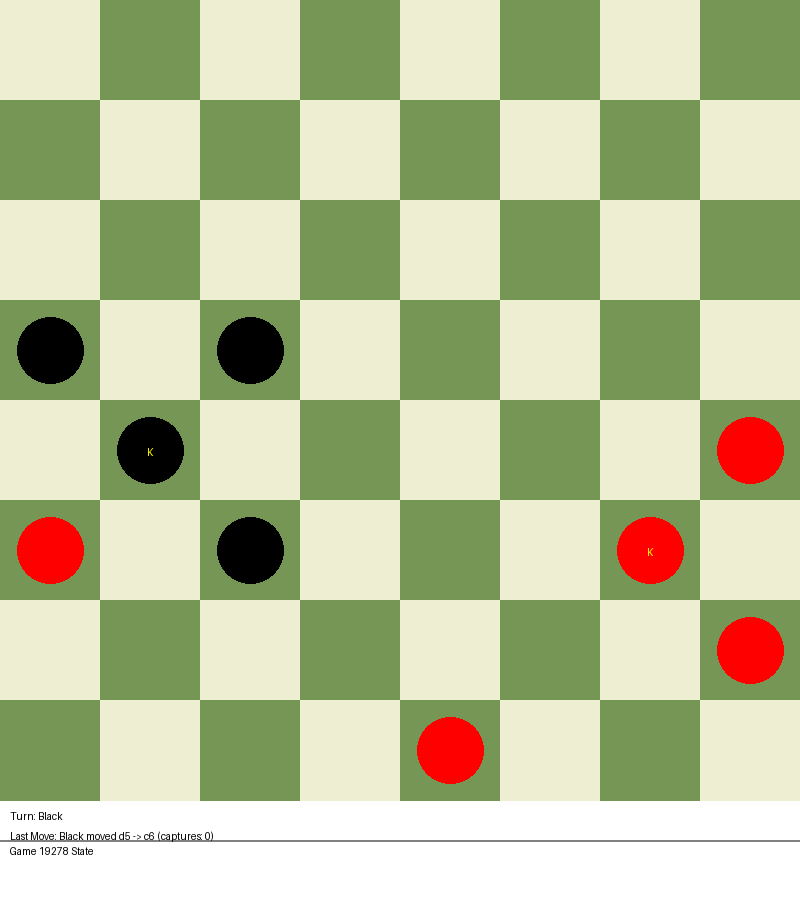 K
K
Turn: Black
Last Move: Black moved d5 -> c6 (captures: 0)
Game 19278 State